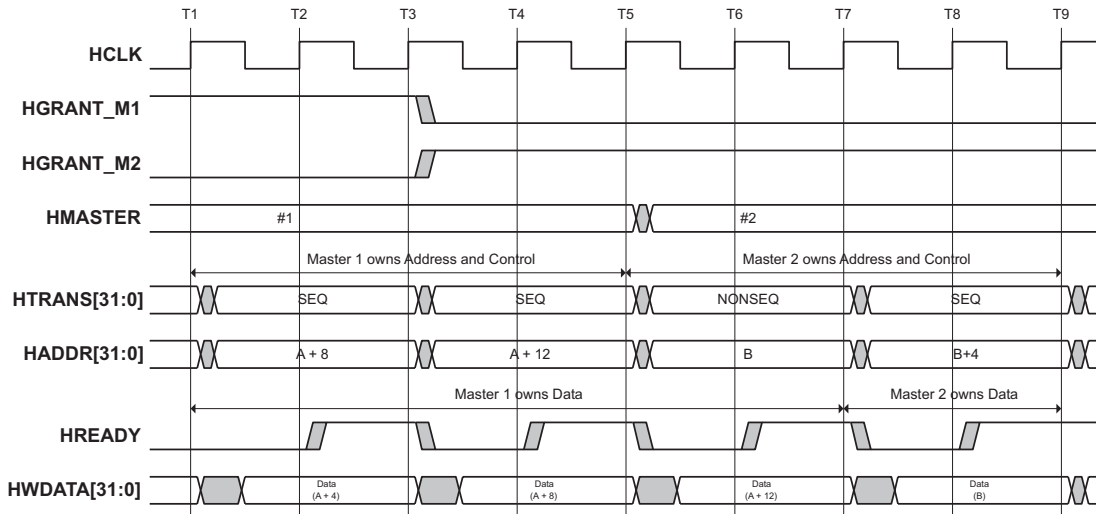 T1 T2 T3 T4 T5 T6 T7 T8 T9
HCLK
HGRANT_M1
HGRANT_M2
HMASTER #1 #2
Master 1 owns Address and Control Master 2 owns Address and Control
HTRANS[31:0] SEQ SEQ NONSEQ SEQ
HADDR[31:0] A + 8 A + 12 B B+4
Master 1 owns Data Master 2 owns Data
HREADY
HWDATA[31:0] Data Data Data Data
(A + 4) (A + 8) (A + 12) (B)